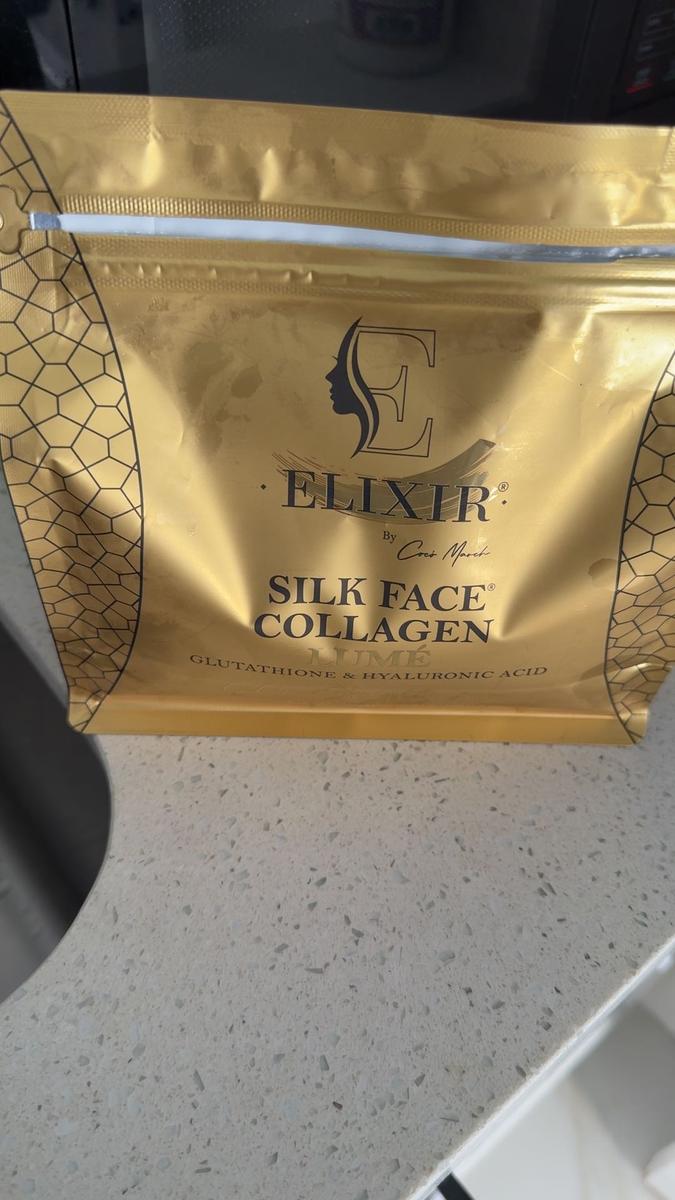 E
· ELIXIR® ·
By Coco March
SILK FACE®
COLLAGEN
LUMÉ
GLUTATHIONE & HYALURONIC ACID